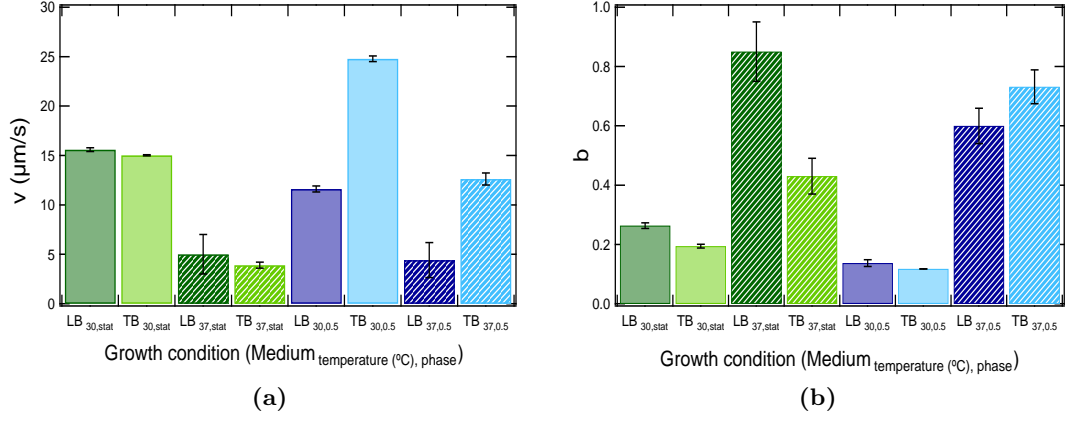 30
25
20
15
10
5
0
v (µm/s)
LB 30,stat TB 30,stat LB 37,stat TB 37,stat LB 30,0.5 TB 30,0.5 LB 37,0.5 TB 37,0.5
Growth condition (Medium temperature (ºC), phase)
(a)
1.0
0.8
0.6
0.4
0.2
0.0
b
LB 30,stat TB 30,stat LB 37,stat TB 37,stat LB 30,0.5 TB 30,0.5 LB 37,0.5 TB 37,0.5
Growth condition (Medium temperature (ºC), phase)
(b)